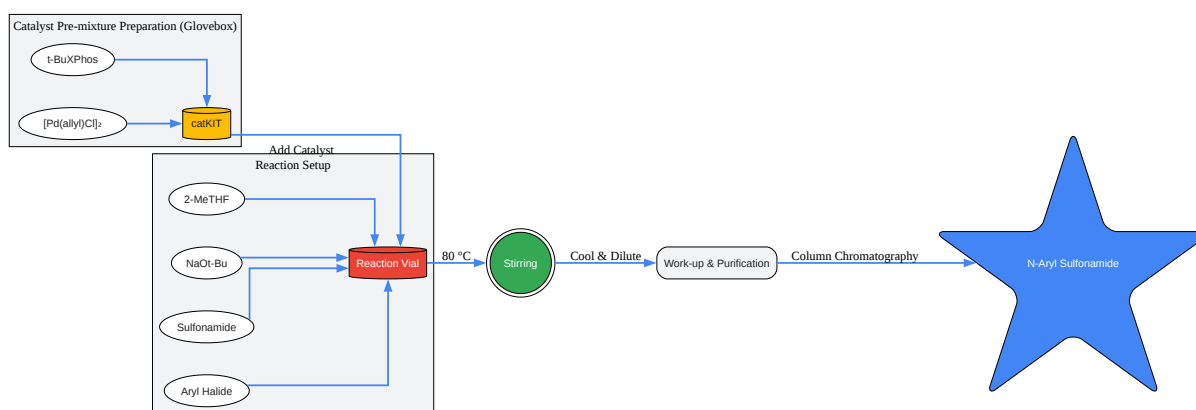 Catalyst Pre-mixture Preparation (Glovebox)
t-BuXPhos
[Pd(allyl)Cl]₂
catKIT
Add Catalyst
Reaction Setup
2-MeTHF
NaOt-Bu
Sulfonamide
Aryl Halide
Reaction Vial
80 °C
Stirring
Cool & Dilute
Work-up & Purification
Column Chromatography
N-Aryl Sulfonamide